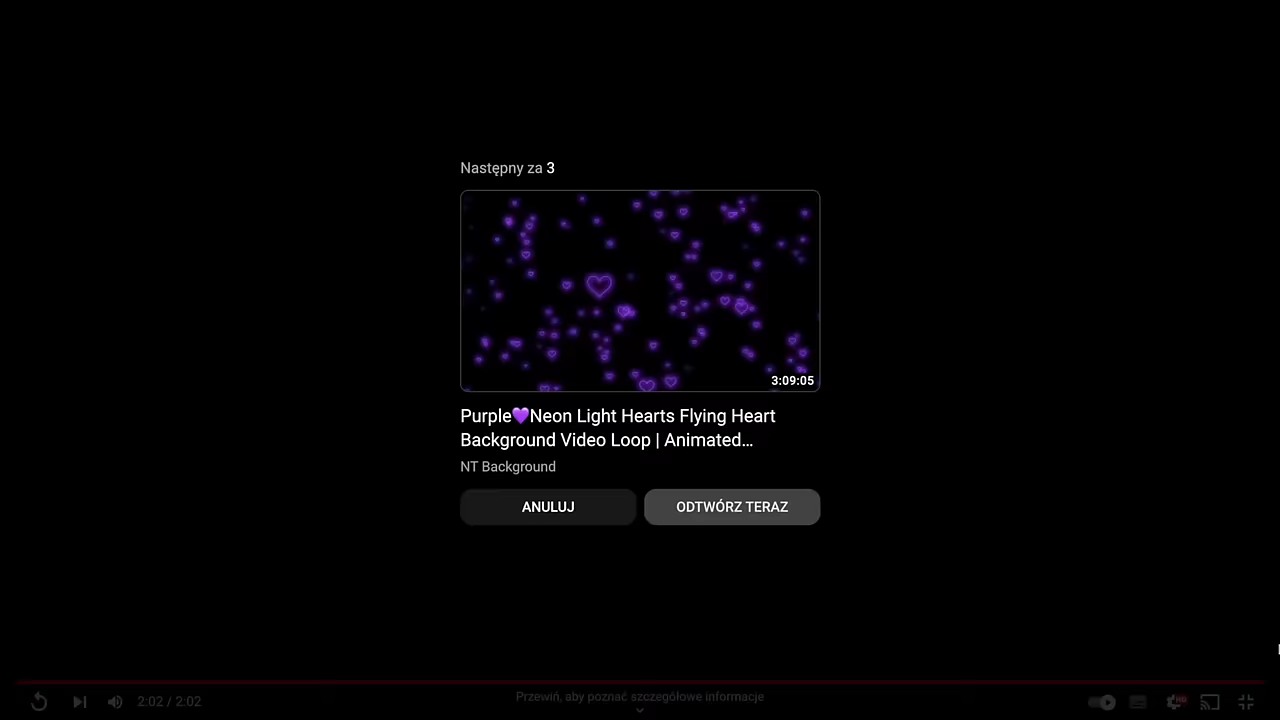 Następny za 3
3:09:05
Purple💜Neon Light Hearts Flying Heart
Background Video Loop | Animated...
NT Background
ANULUJ
ODTWÓRZ TERAZ
Przewiń, aby poznać szczegółowe informacje
2:02 / 2:02
HD